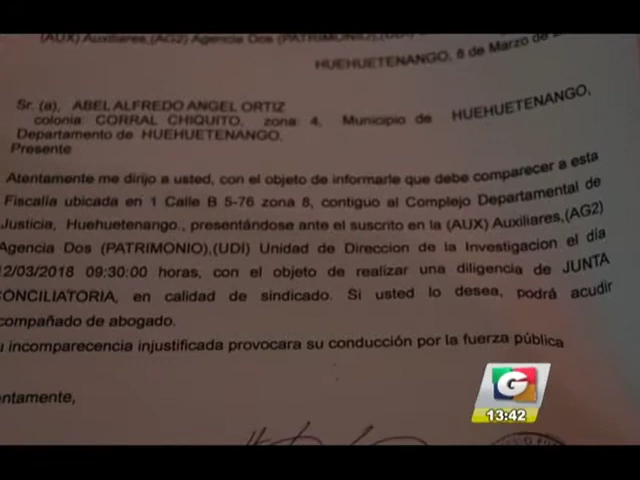 (AUX) Auxiliares,(AG2) Agencia Dos (PATRIMONIO),(UDI)
HUEHUETENANGO, 8 de Marzo de
Sr. (a), ABEL ALFREDO ANGEL ORTIZ
colonia CORRAL CHIQUITO, zona 4, Municipio de HUEHUETENANGO,
Departamento de HUEHUETENANGO.
Presente
Atentamente me dirijo a usted, con el objeto de informarle que debe comparecer a esta
Fiscalía ubicada en 1 Calle B 5-76 zona 8, contiguo al Complejo Departamental de
Justicia, Huehuetenango., presentándose ante el suscrito en la (AUX) Auxiliares,(AG2)
Agencia Dos (PATRIMONIO),(UDI) Unidad de Direccion de la Investigacion el día
12/03/2018 09:30:00 horas, con el objeto de realizar una diligencia de JUNTA
CONCILIATORIA, en calidad de sindicado. Si usted lo desea, podrá acudir
compañado de abogado.
u incomparecencia injustificada provocara su conducción por la fuerza pública
entamente,
G
13:42